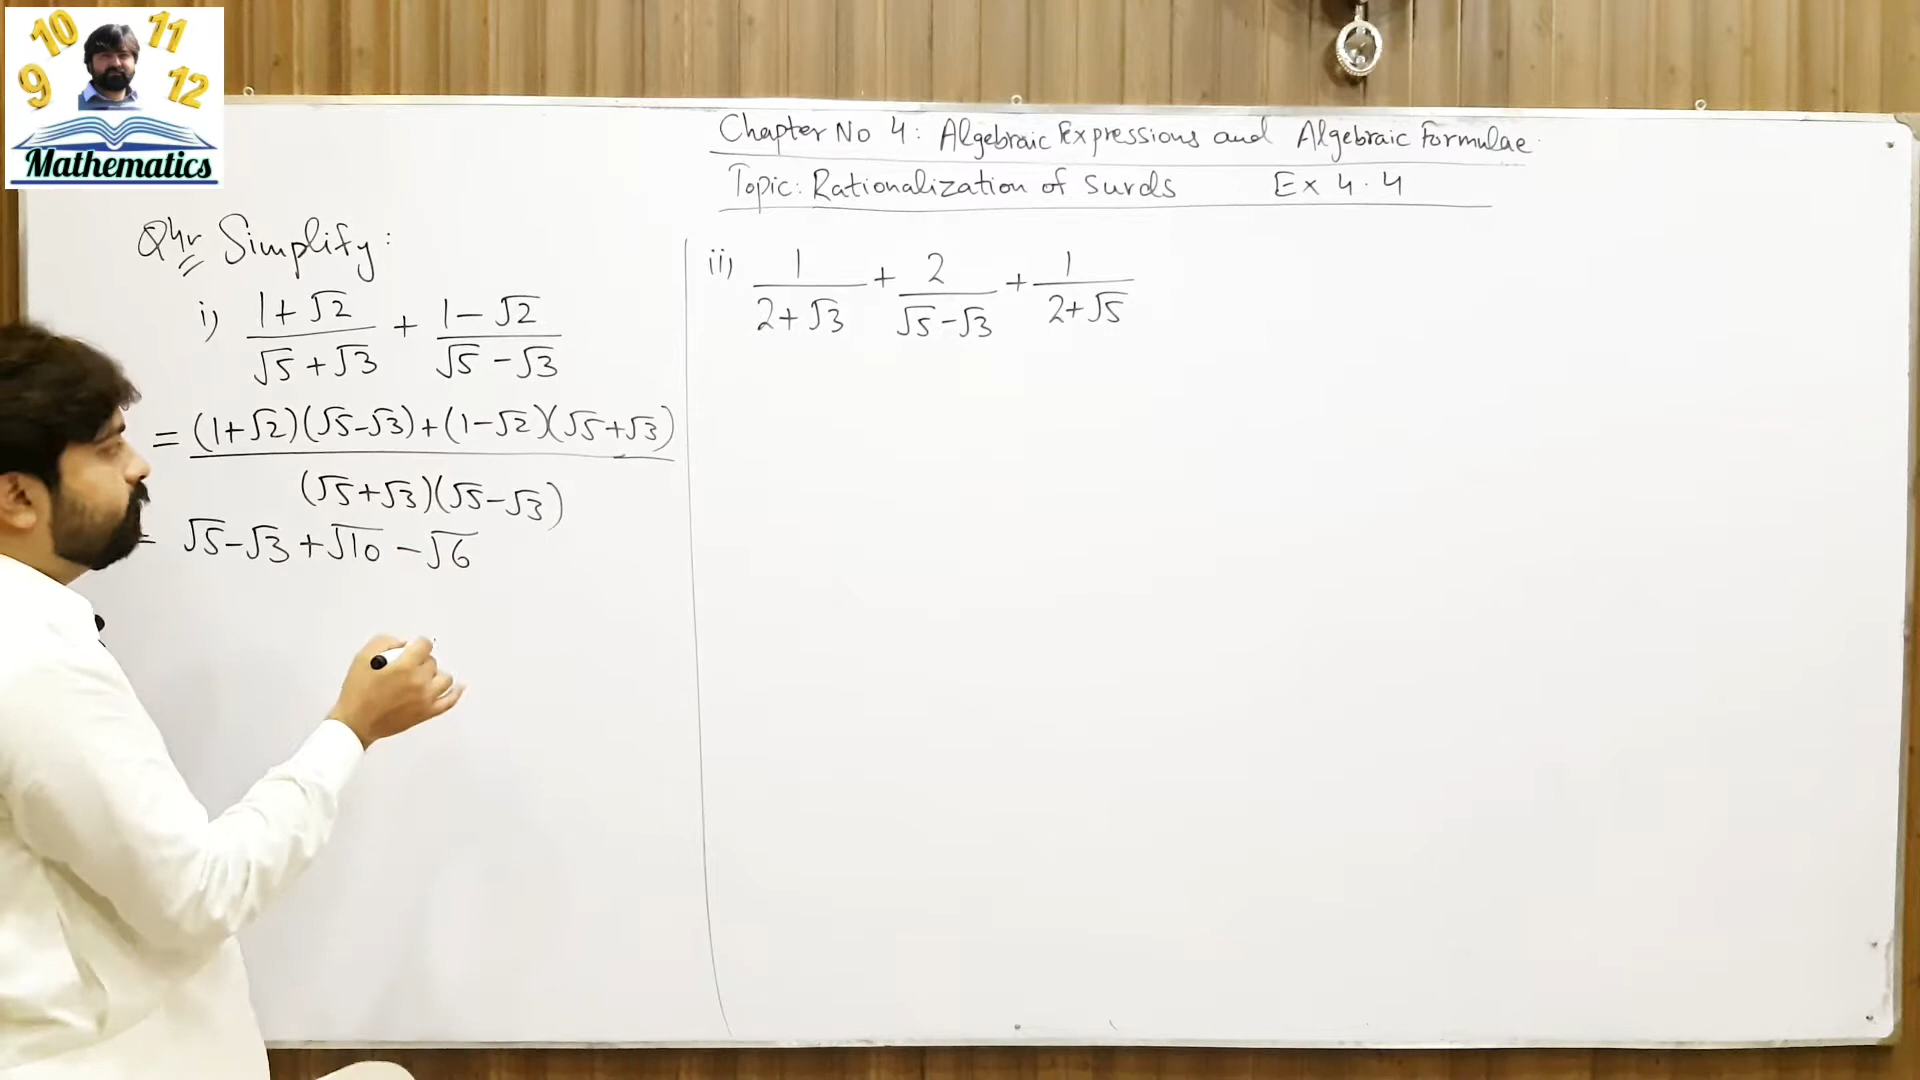 10 11
9 12
Mathematics
Chapter No 4: Algebraic Expressions and Algebraic Formulae.
Topic: Rationalization of Surds Ex 4.4
Q4 Simplify:
i) (1+√2)/(√5+√3) + (1-√2)/(√5-√3)
= ((1+√2)(√5-√3)+(1-√2)(√5+√3))/((√5+√3)(√5-√3))
= √5-√3+√10-√6
ii) 1/(2+√3) + 2/(√5-√3) + 1/(2+√5)